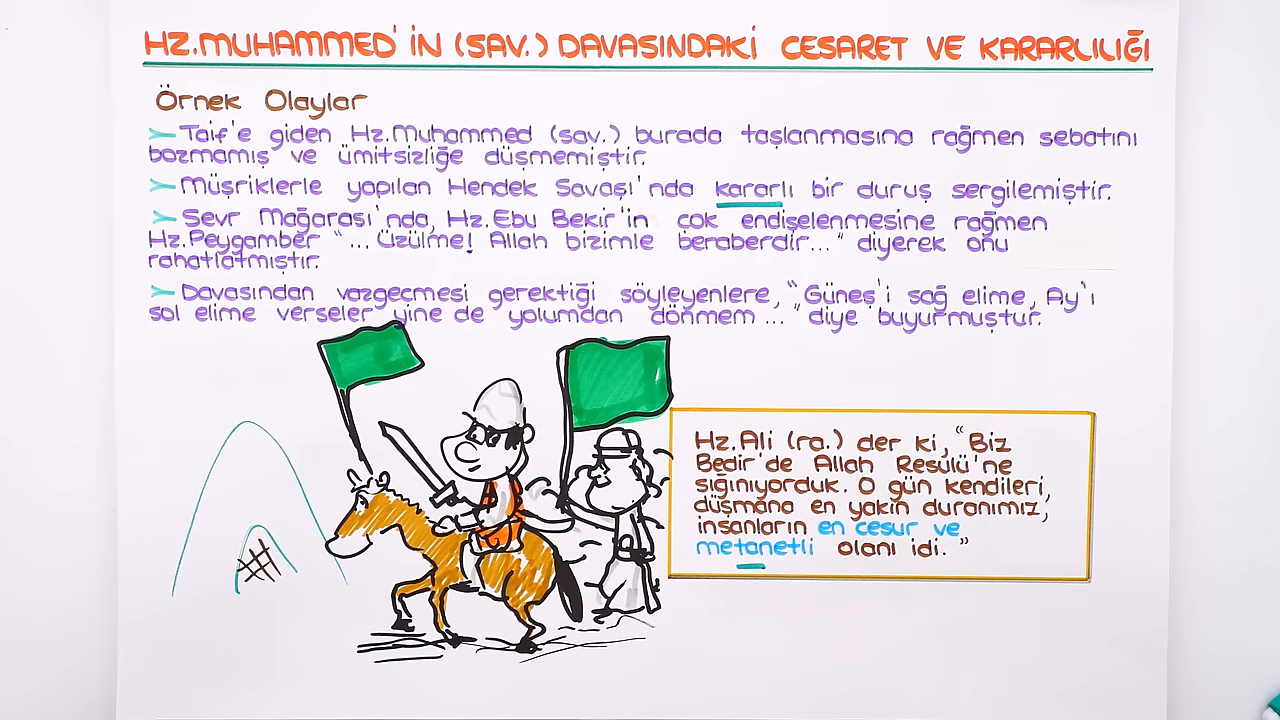 HZ.MUHAMMED'İN (SAV.) DAVASINDAKİ CESARET VE KARARLILIĞI
Örnek Olaylar
Taif'e giden Hz.Muhammed (sav.) burada taşlanmasına rağmen sebatını
bozmamış ve ümitsizliğe düşmemiştir.
Müşriklerle yapılan Hendek Savaşı'nda kararlı bir duruş sergilemiştir.
Sevr Mağarası'nda, Hz.Ebu Bekir'in cok endişelenmesine rağmen
Hz.Peygamber "... Üzülme! Allah bizimle beraberdir..." diyerek onu
rahatlatmıştır.
Davasından vazgeçmesi gerektiği söyleyenlere, "Güneş'i sağ elime, Ay'ı
sol elime verseler yine de yolumdan dönmem ..." diye buyurmuştur.
Hz.Ali (ra.) der ki, "Biz
Bedir'de Allah Resülü'ne
sığınıyorduk. O gün kendileri,
düşmana en yakın duranımız,
insanların en cesur ve
metanetli olanı idi."